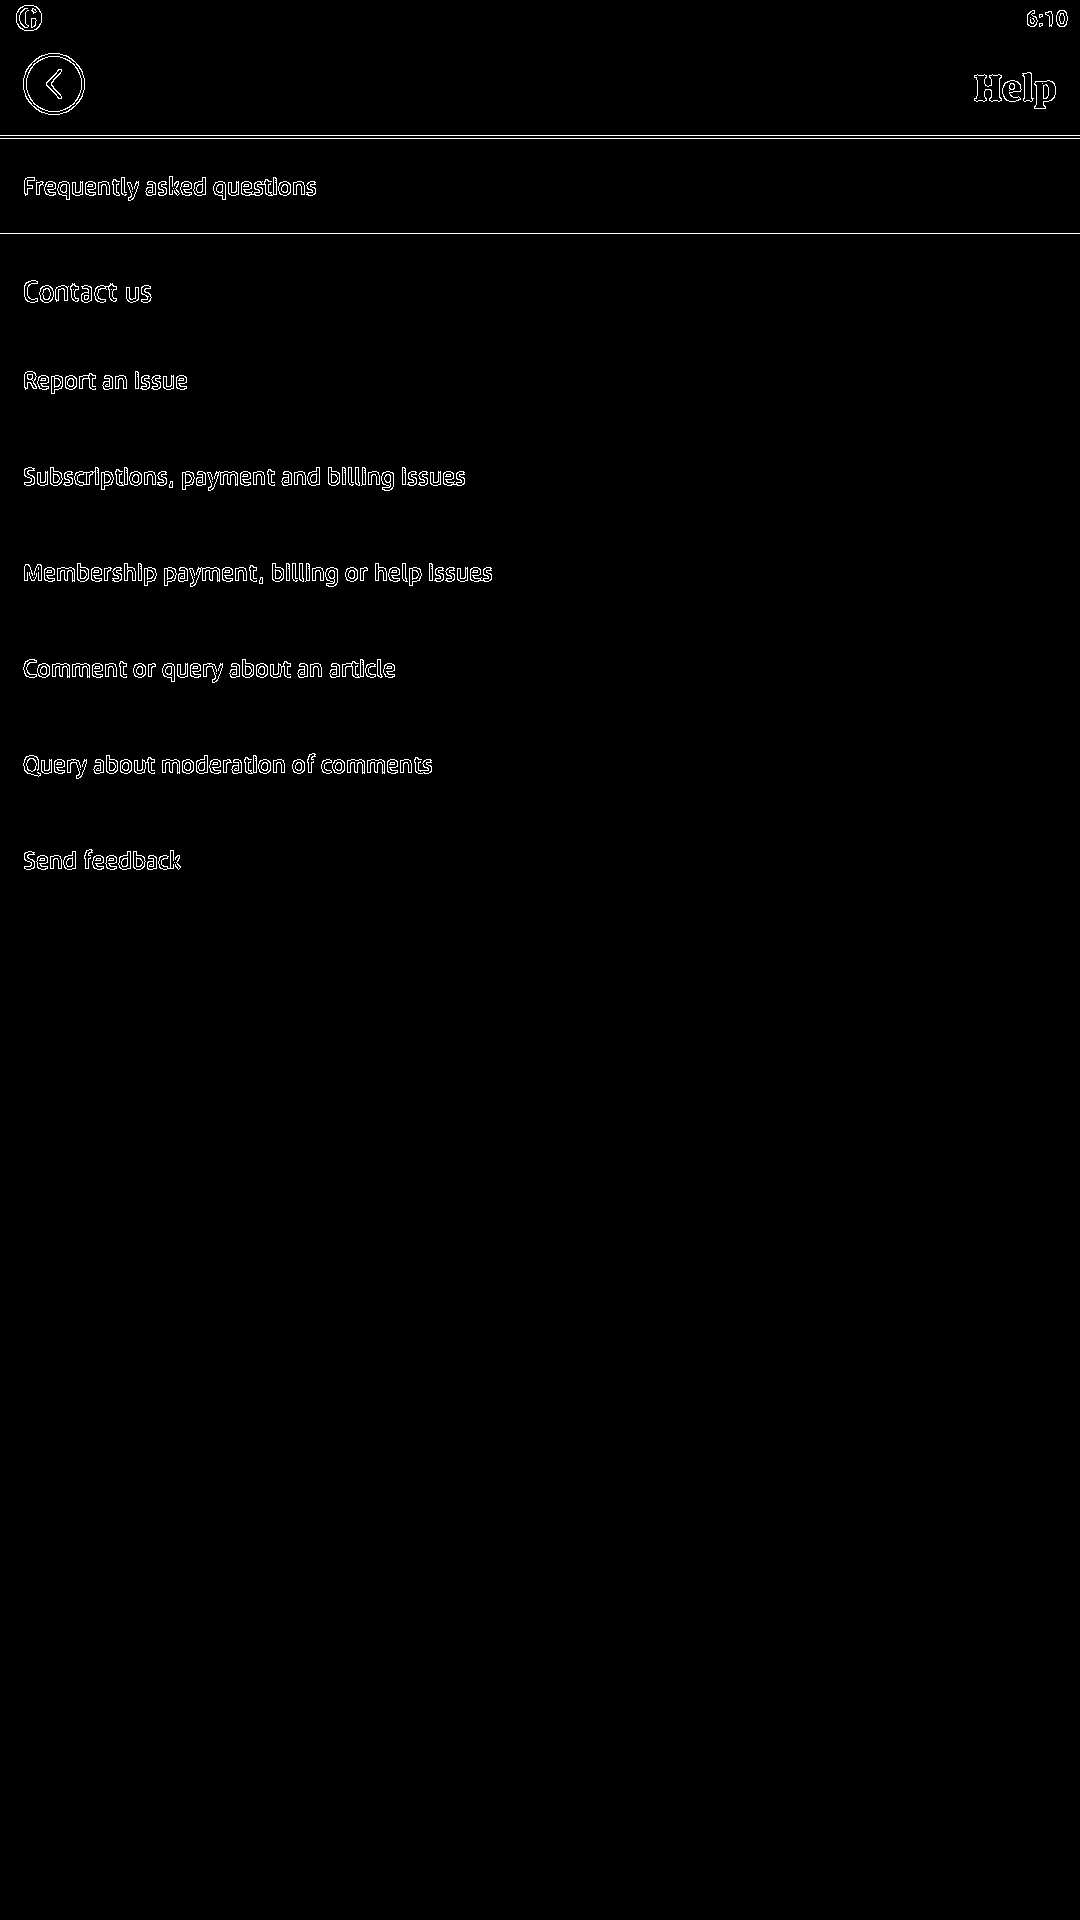 G
6:10
Help
Frequently asked questions
Contact us
Report an issue
Subscriptions, payment and billing issues
Membership payment, billing or help issues
Comment or query about an article
Query about moderation of comments
Send feedback